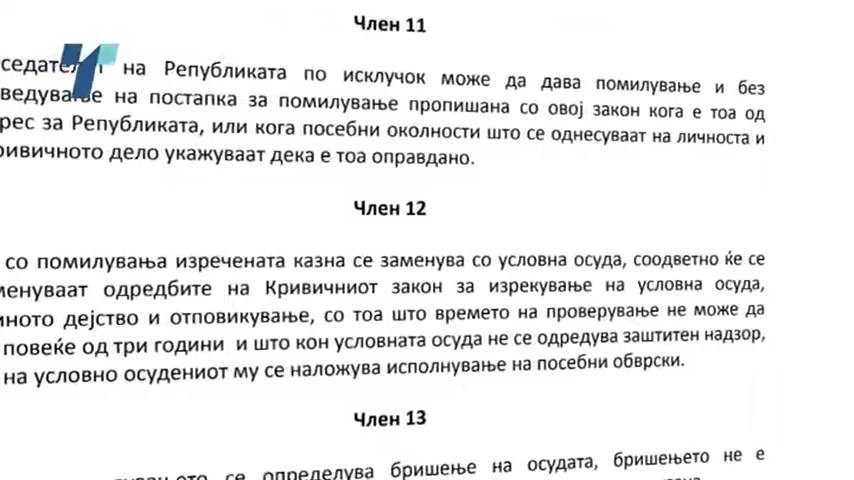 Член 11
седателот на Републиката по исклучок може да дава помилување и без
ведување на постапка за помилување пропишана со овој закон кога е тоа од
рес за Републиката, или кога посебни околности што се однесуваат на личноста и
ривичното дело укажуваат дека е тоа оправдано.
Член 12
со помилувања изречената казна се заменува со условна осуда, соодветно ќе се
менуваат одредбите на Кривичниот закон за изрекување на условна осуда,
ното дејство и отповикување, со тоа што времето на проверување не може да
повеќе од три години и што кон условната осуда не се одредува заштитен надзор,
на условно осудениот му се наложува исполнување на посебни обврски.
Член 13
се определува бришење на осудата, бришењето не е